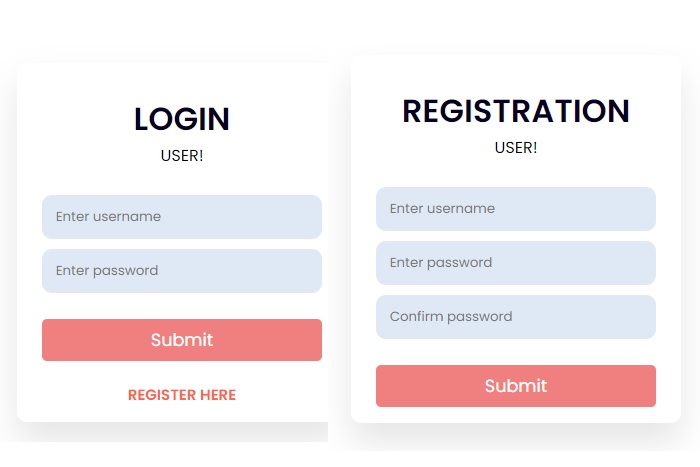 LOGIN
USER!
Enter username
Enter password
Submit
REGISTER HERE
REGISTRATION
USER!
Enter username
Enter password
Confirm password
Submit